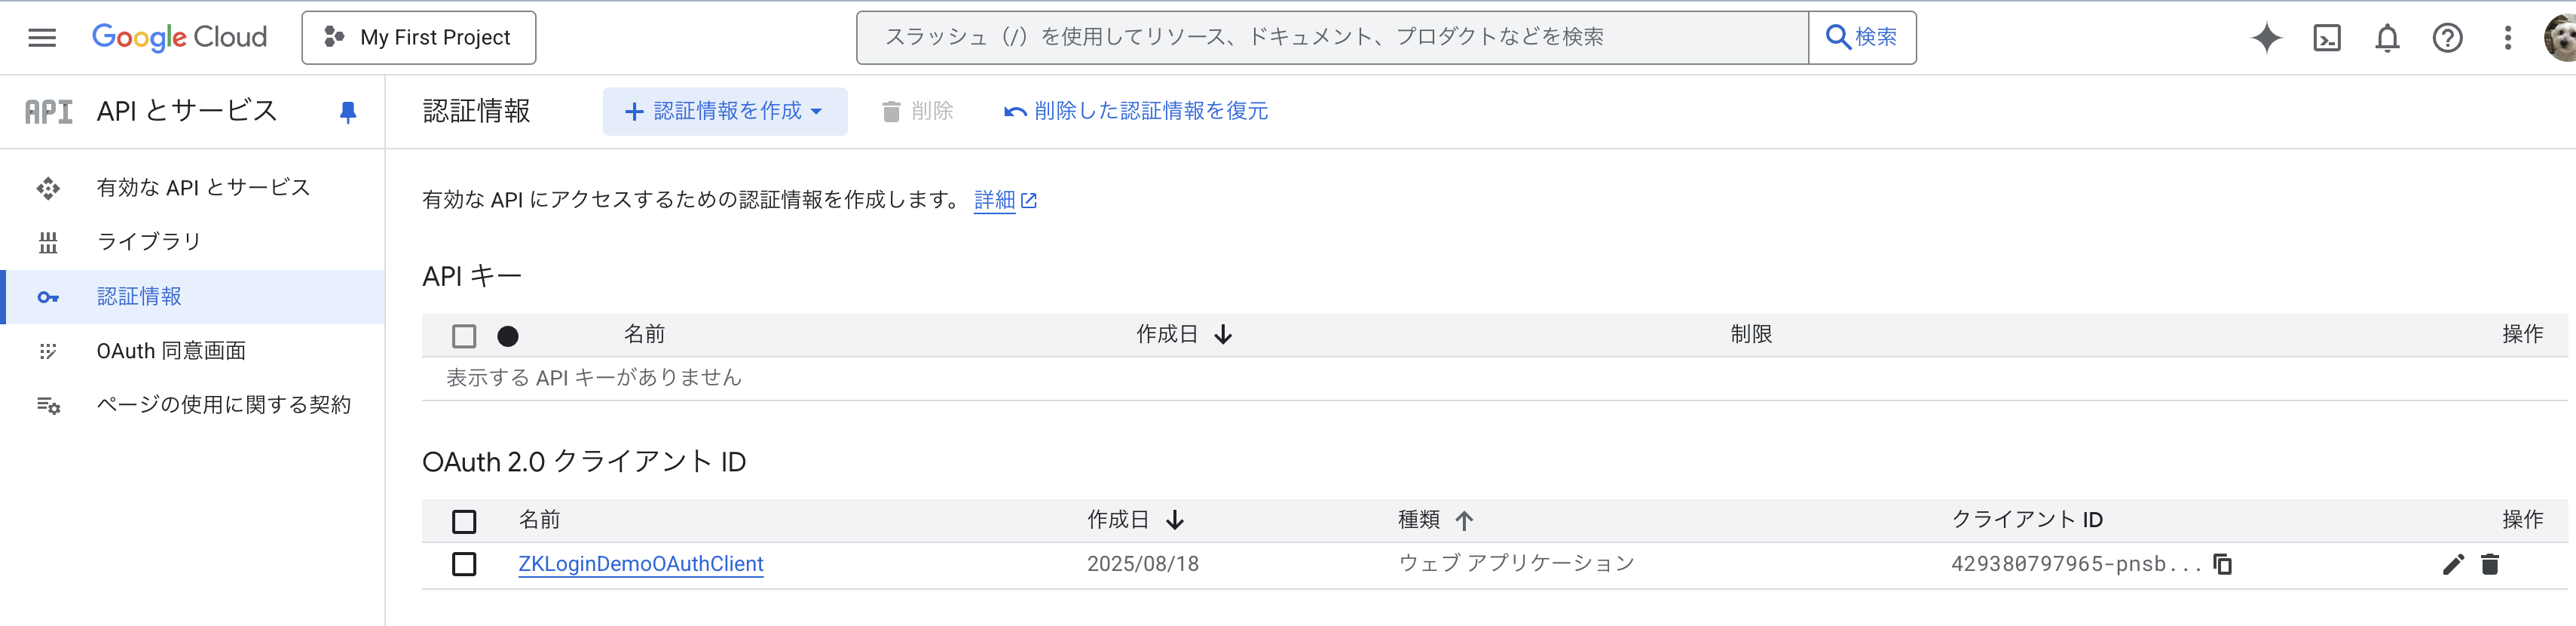 Google Cloud
My First Project
スラッシュ（/）を使用してリソース、ドキュメント、プロダクトなどを検索
検索
API
API とサービス
認証情報
認証情報を作成
削除
削除した認証情報を復元
有効な API とサービス
ライブラリ
認証情報
OAuth 同意画面
ページの使用に関する契約
有効な API にアクセスするための認証情報を作成します。 詳細
API キー
名前 作成日 制限 操作
表示する API キーがありません
OAuth 2.0 クライアント ID
名前 作成日 種類 クライアント ID 操作
ZKLoginDemoOAuthClient 2025/08/18 ウェブ アプリケーション 429380797965-pnsb...